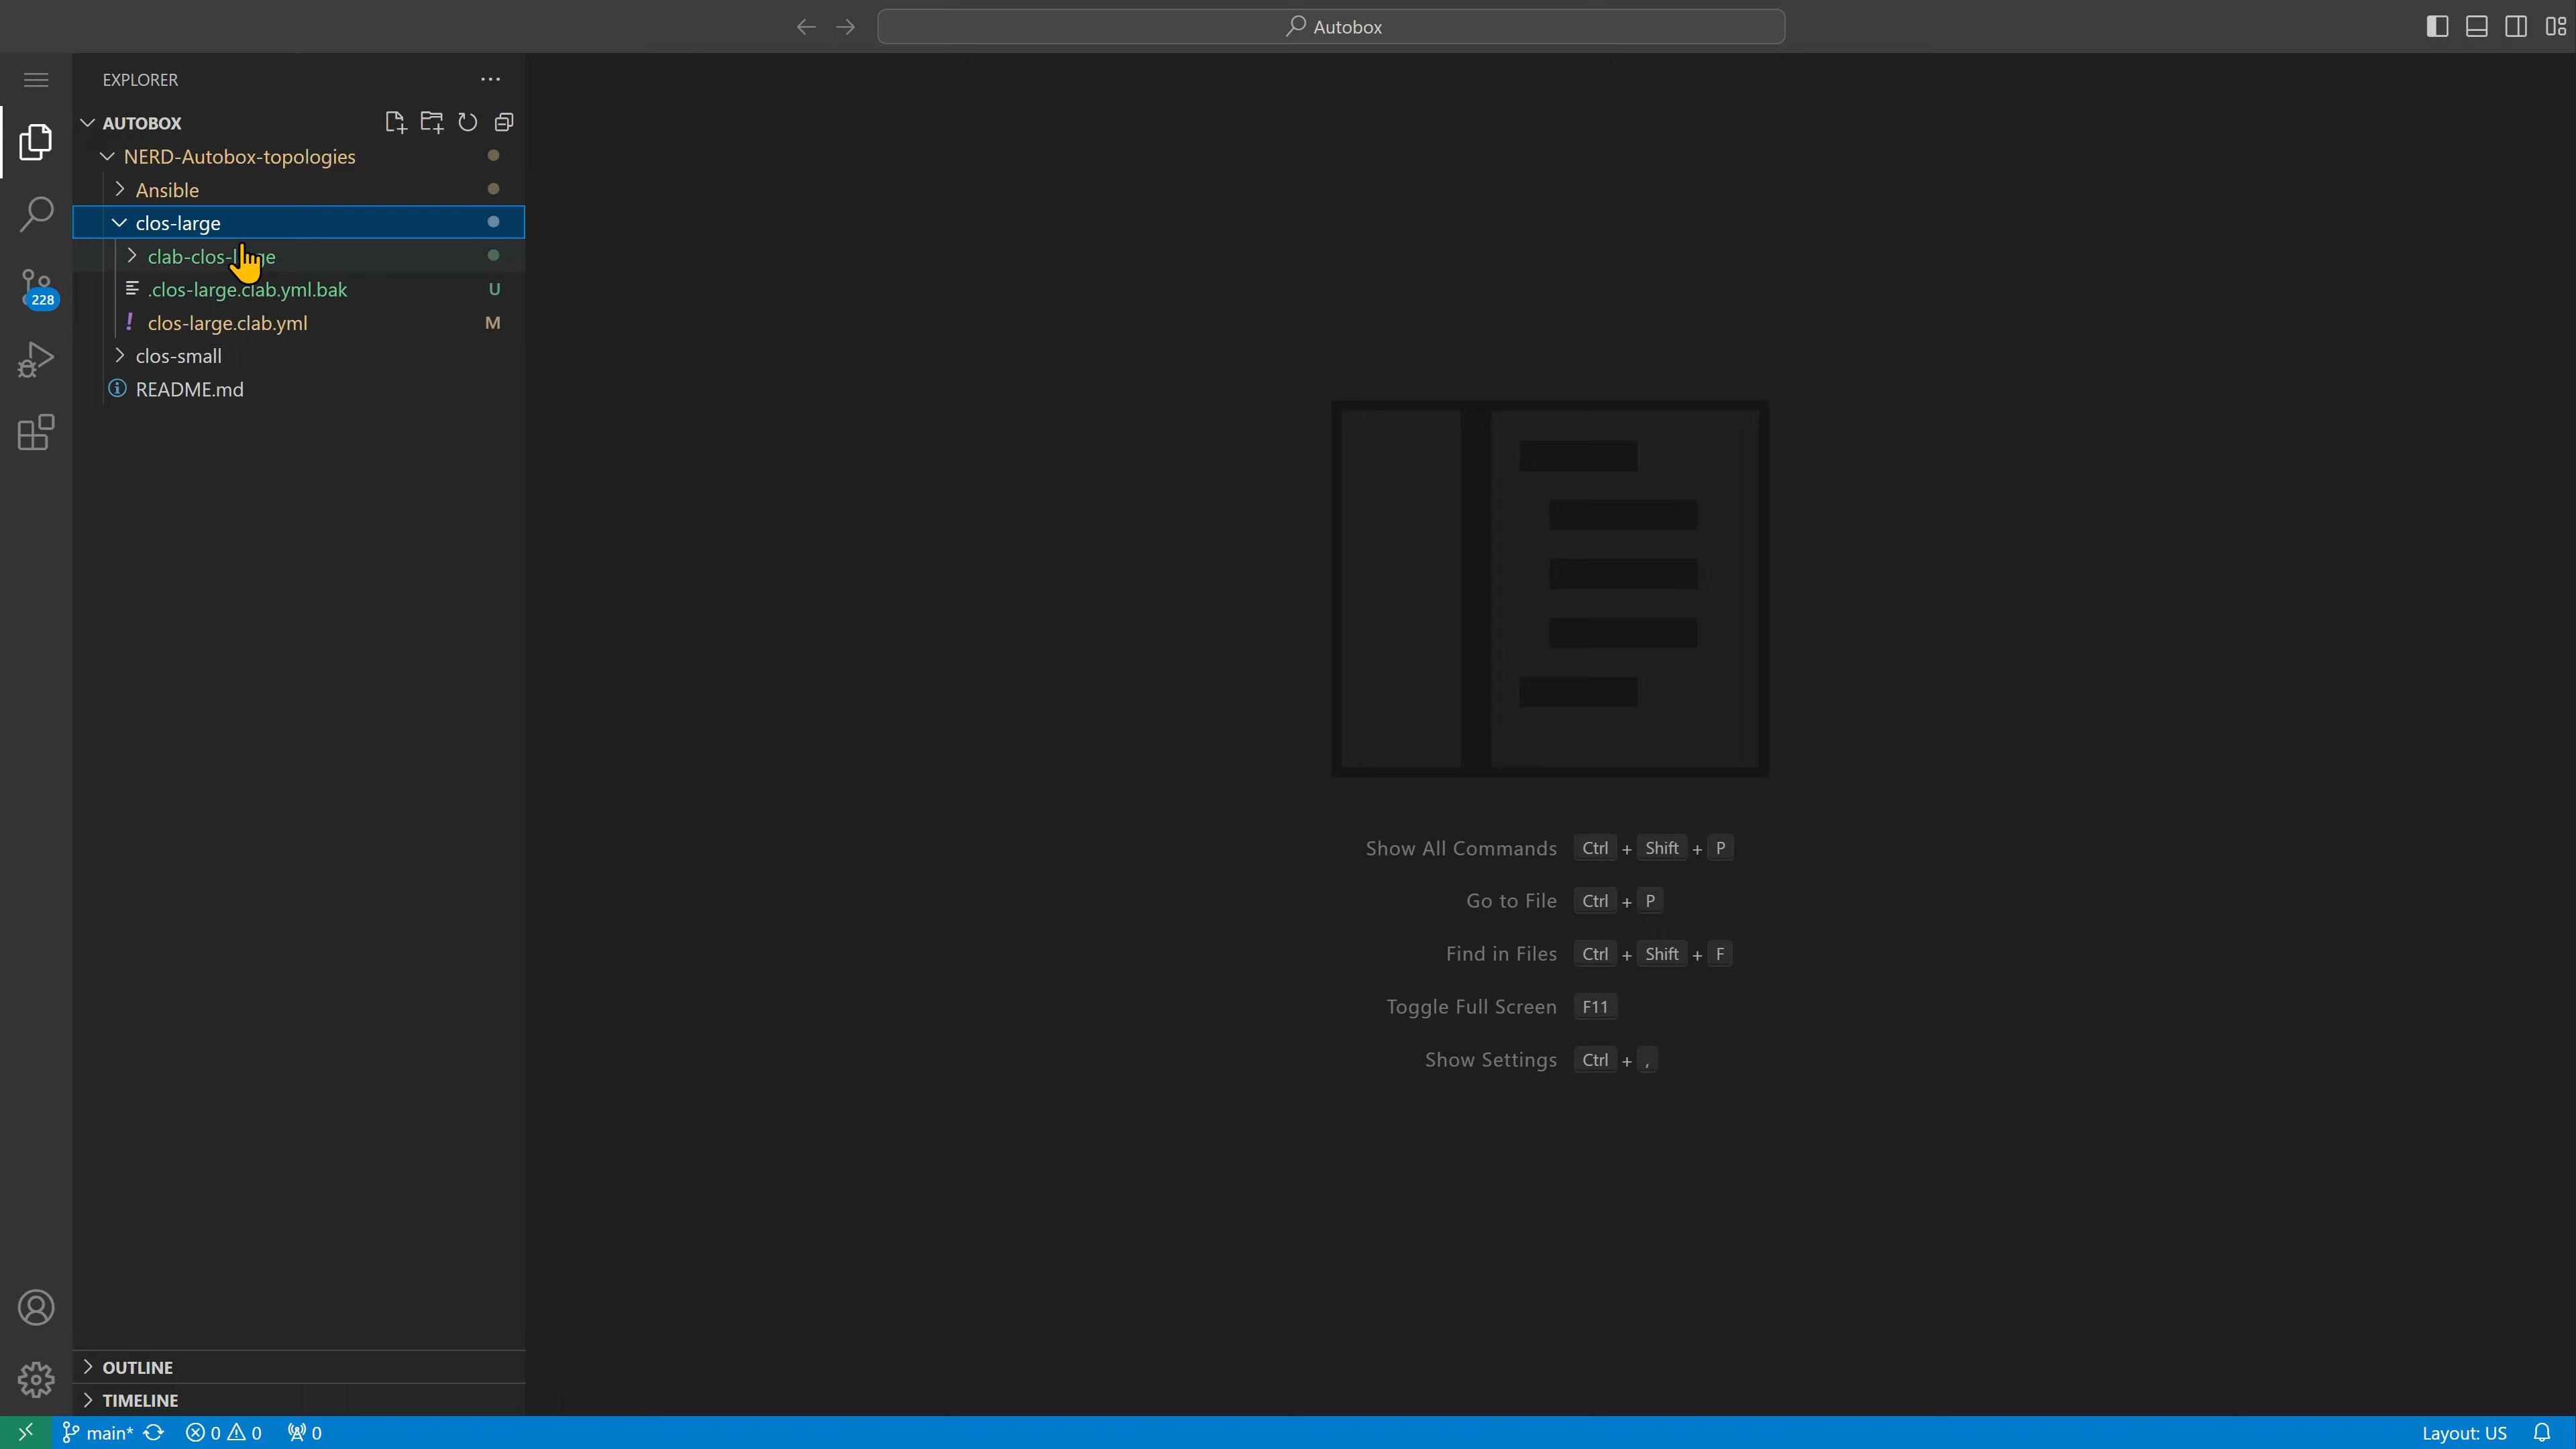 Autobox
EXPLORER
AUTOBOX
NERD-Autobox-topologies
Ansible
clos-large
.clos-large.clab.yml.bak U
clos-large.clab.yml M
clos-small
README.md
228
Show All Commands Ctrl + Shift + P
Go to File Ctrl + P
Find in Files Ctrl + Shift + F
Toggle Full Screen F11
Show Settings Ctrl + ,
OUTLINE
TIMELINE
main* 0 0 0 Layout: US